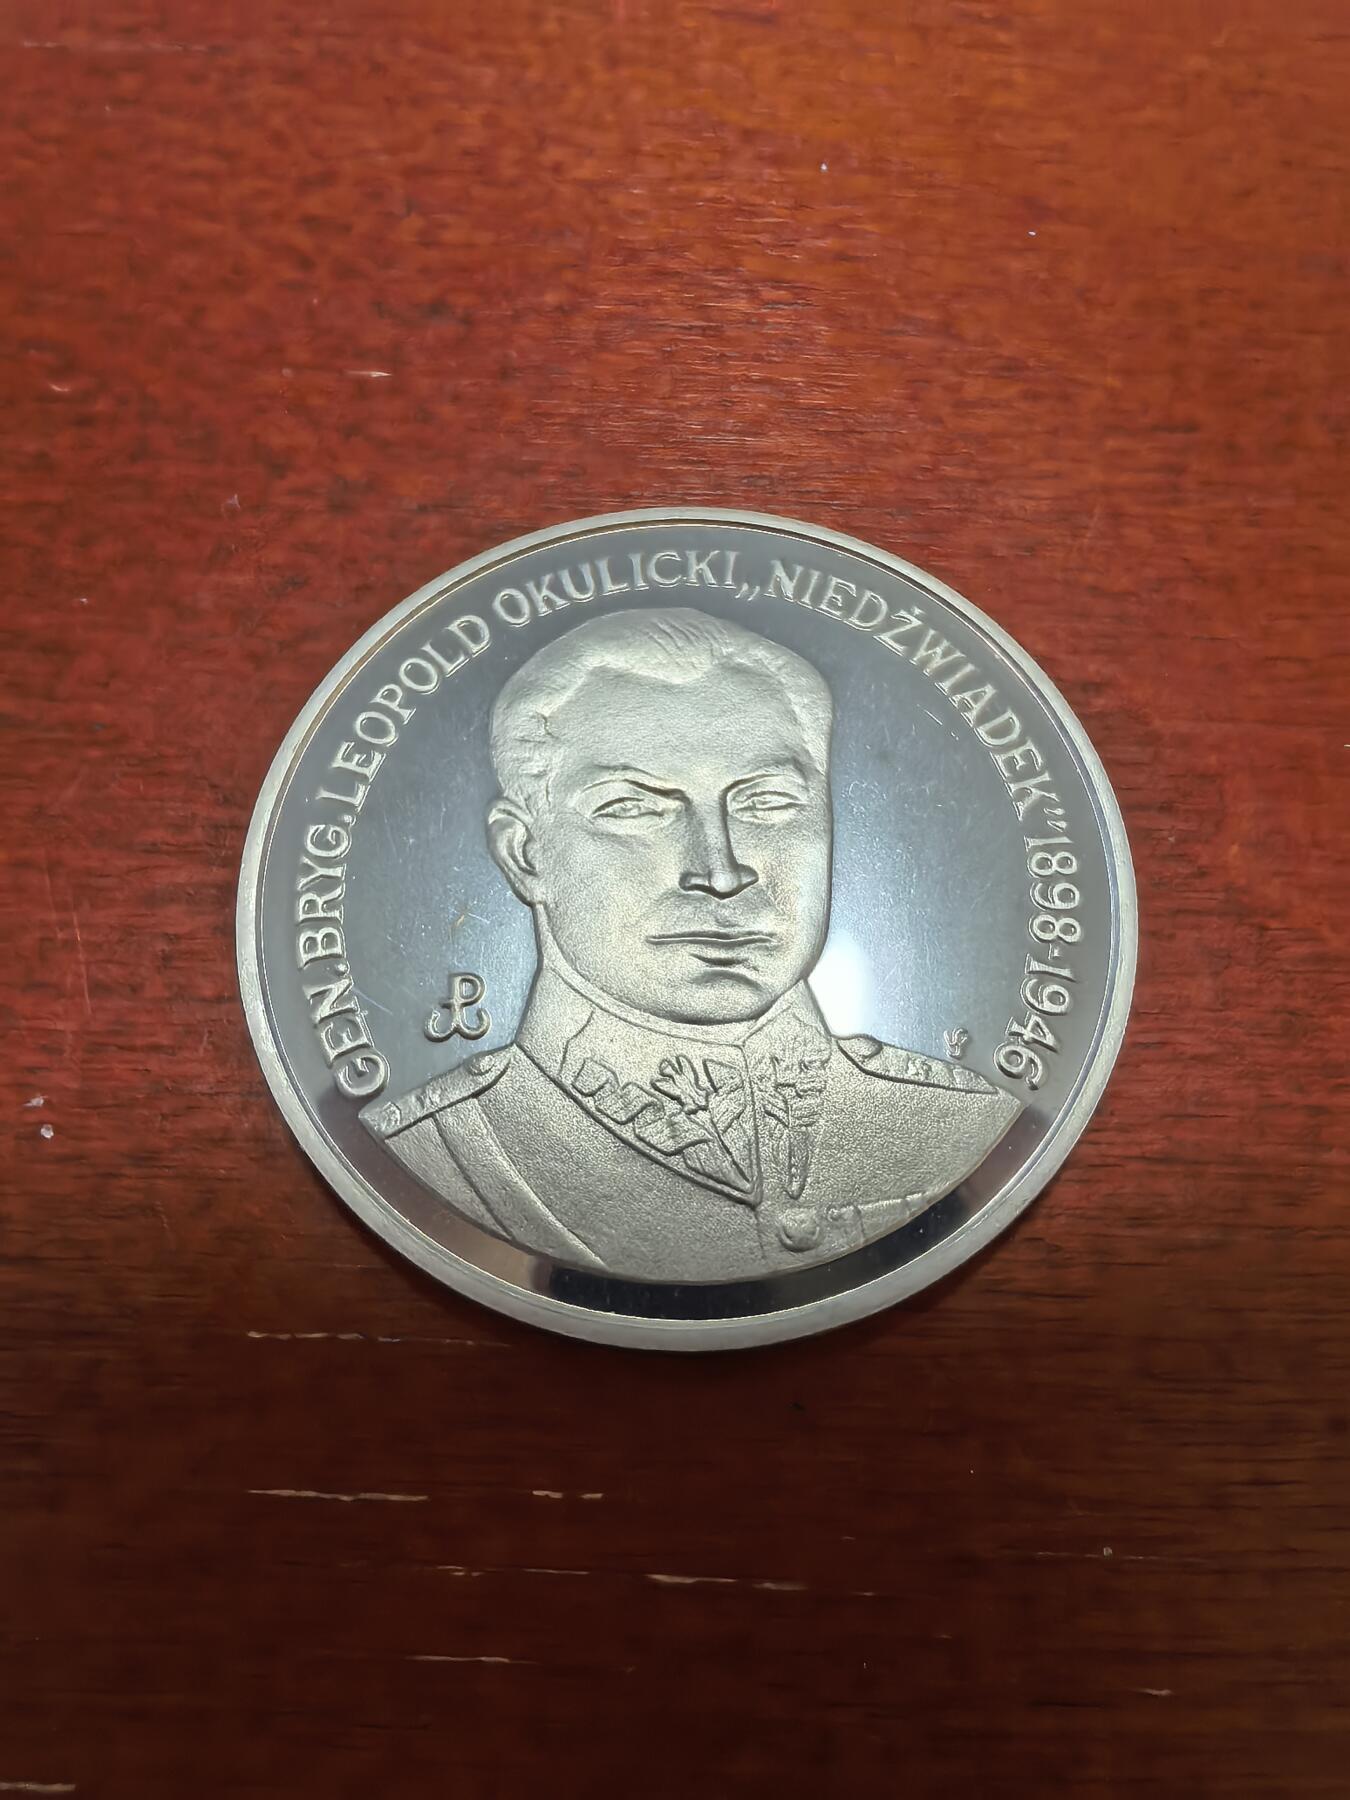 GEN.BRYG.LEOPOLD OKULICKI„NIEDŹWIADEK”1898-1946